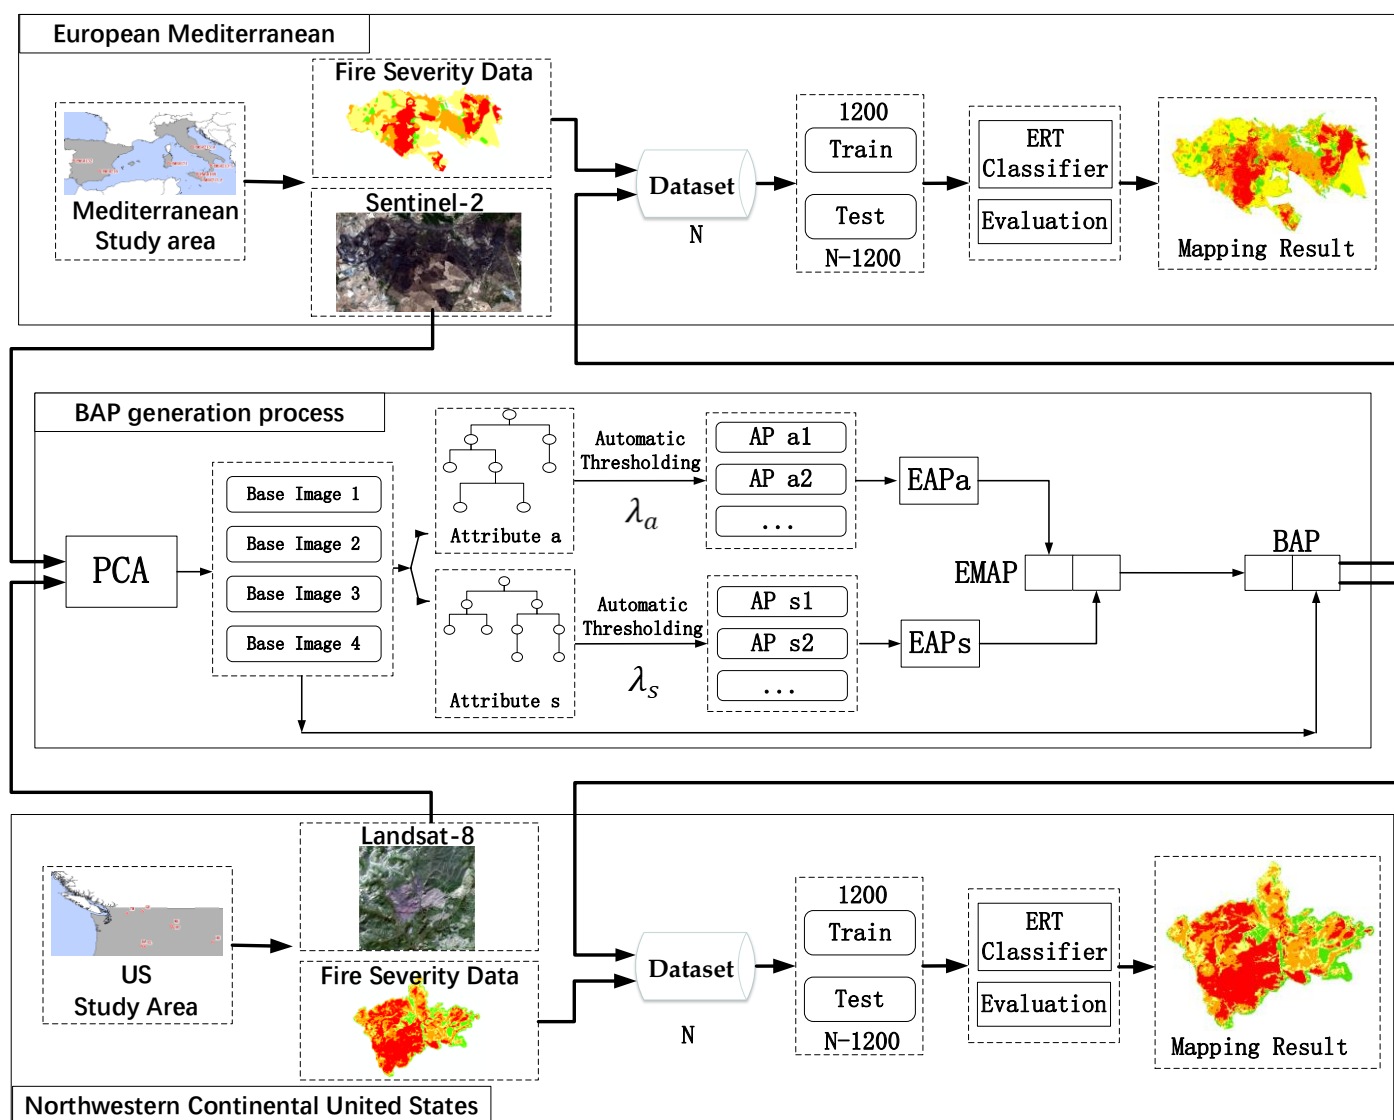 European Mediterranean
Fire Severity Data
Mediterranean
Study area
Sentinel-2
Dataset
N
1200
Train
Test
N-1200
ERT
Classifier
Evaluation
Mapping Result
BAP generation process
PCA
Base Image 1
Base Image 2
Base Image 3
Base Image 4
Attribute a
Attribute s
Automatic
Thresholding
λa
Automatic
Thresholding
λs
AP a1
AP a2
...
AP s1
AP s2
...
EAPa
EAPs
EMAP
BAP
Landsat-8
US
Study Area
Fire Severity Data
Dataset
N
1200
Train
Test
N-1200
ERT
Classifier
Evaluation
Mapping Result
Northwestern Continental United States